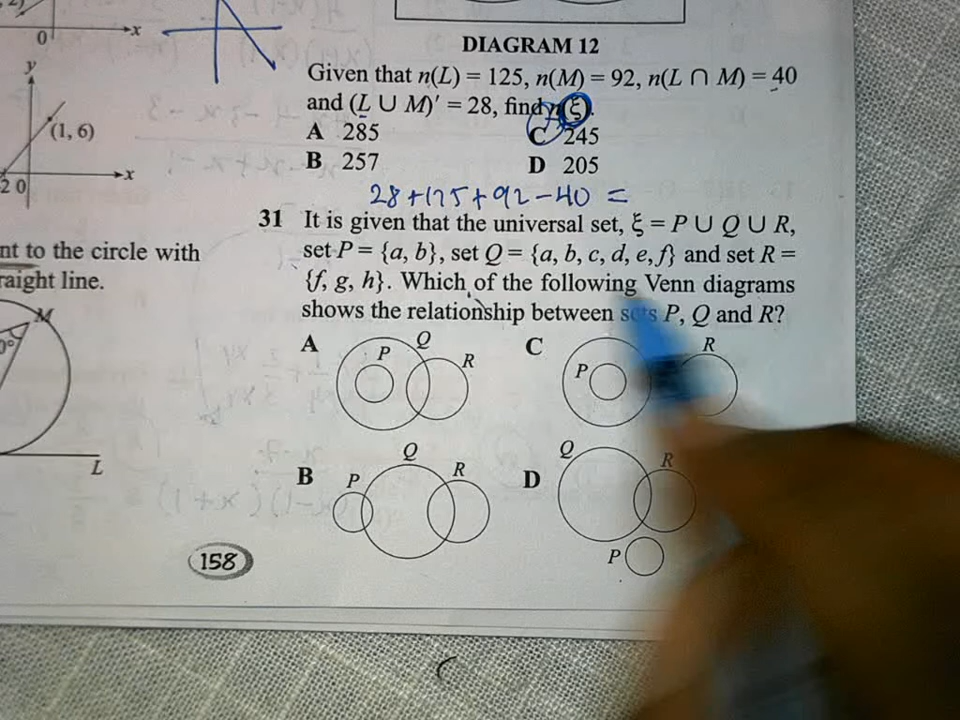 0
x
DIAGRAM 12
Given that n(L) = 125, n(M) = 92, n(L ∩ M) = 40
and (L ∪ M)′ = 28, find n(ξ).
A 285
C 245
B 257
D 205
28+125+92-40 =
y
(1, 6)
x
2 0
31 It is given that the universal set, ξ = P ∪ Q ∪ R,
set P = {a, b}, set Q = {a, b, c, d, e, f} and set R =
{f, g, h}. Which of the following Venn diagrams
shows the relationship between sets P, Q and R?
nt to the circle with
raight line.
M
L
A
P
Q
R
C
P
R
B
P
Q
R
D
Q
R
P
158